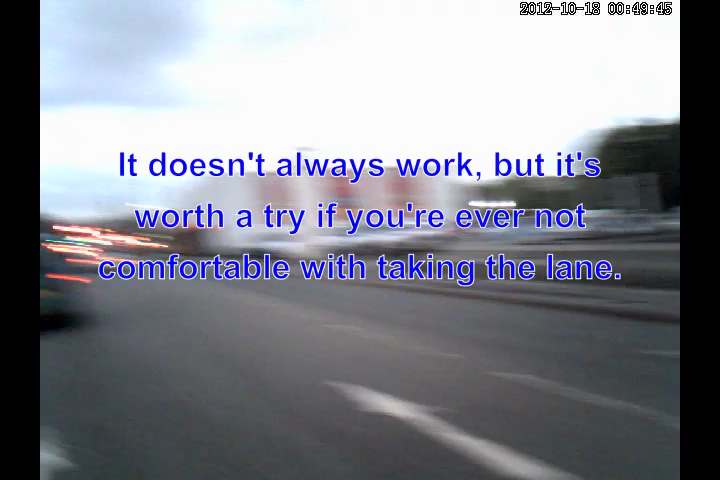 2012-10-18 00:49:45
It doesn't always work, but it's
worth a try if you're ever not
comfortable with taking the lane.